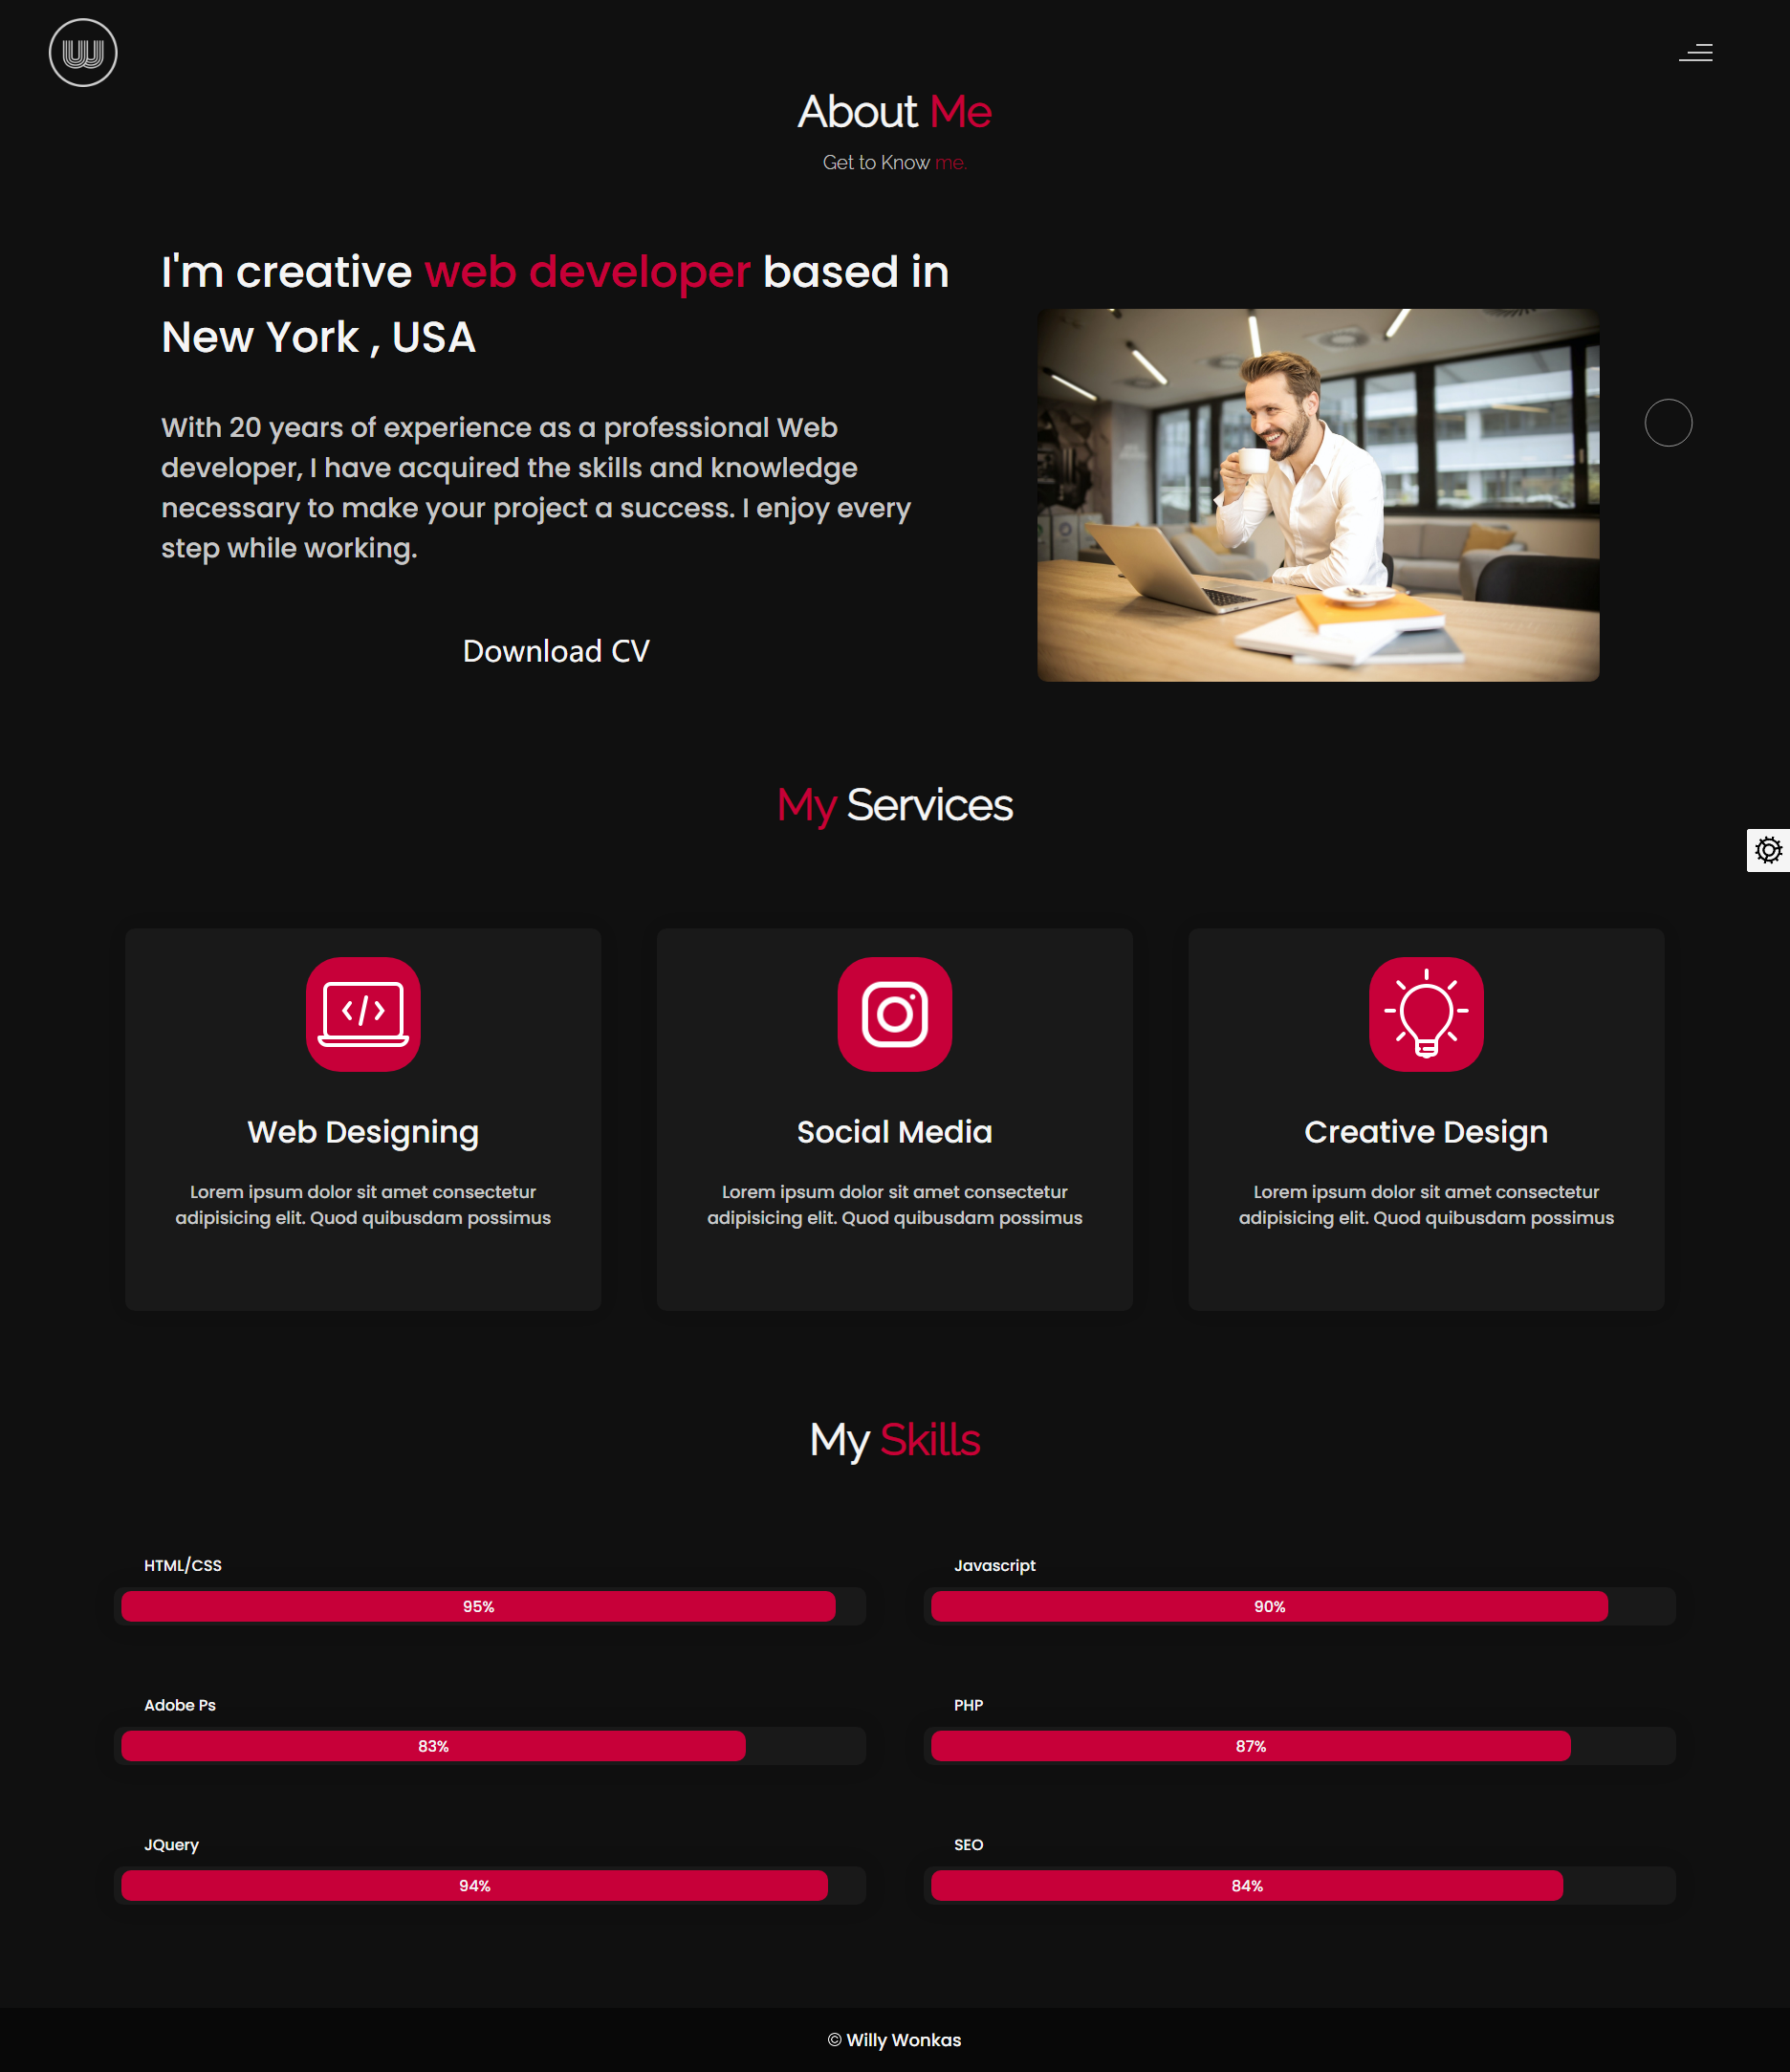 About Me
Get to Know me.
I'm creative web developer based in
New York , USA
With 20 years of experience as a professional Web
developer, I have acquired the skills and knowledge
necessary to make your project a success. I enjoy every
step while working.
Download CV
My Services
Web Designing
Lorem ipsum dolor sit amet consectetur
adipisicing elit. Quod quibusdam possimus
Social Media
Lorem ipsum dolor sit amet consectetur
adipisicing elit. Quod quibusdam possimus
Creative Design
Lorem ipsum dolor sit amet consectetur
adipisicing elit. Quod quibusdam possimus
My Skills
HTML/CSS
95%
Javascript
90%
Adobe Ps
83%
PHP
87%
JQuery
94%
SEO
84%
© Willy Wonkas